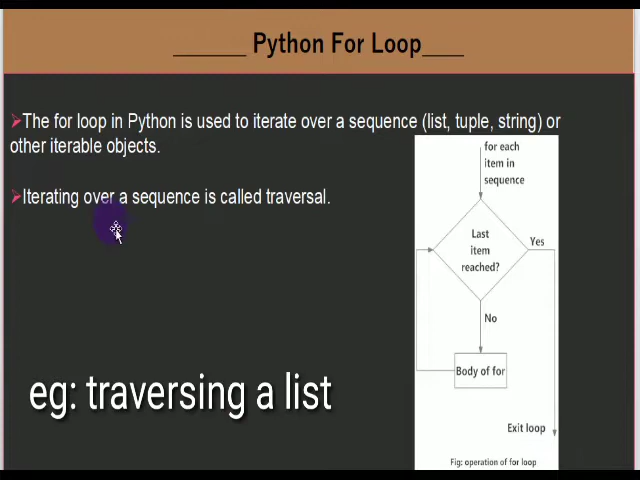 ______ Python For Loop____
➢The for loop in Python is used to iterate over a sequence (list, tuple, string) or
other iterable objects.
➢Iterating over a sequence is called traversal.
for each
item in
sequence
Last
item
reached?
Yes
No
Body of for
Exit loop
Fig: operation of for loop
eg: traversing a list